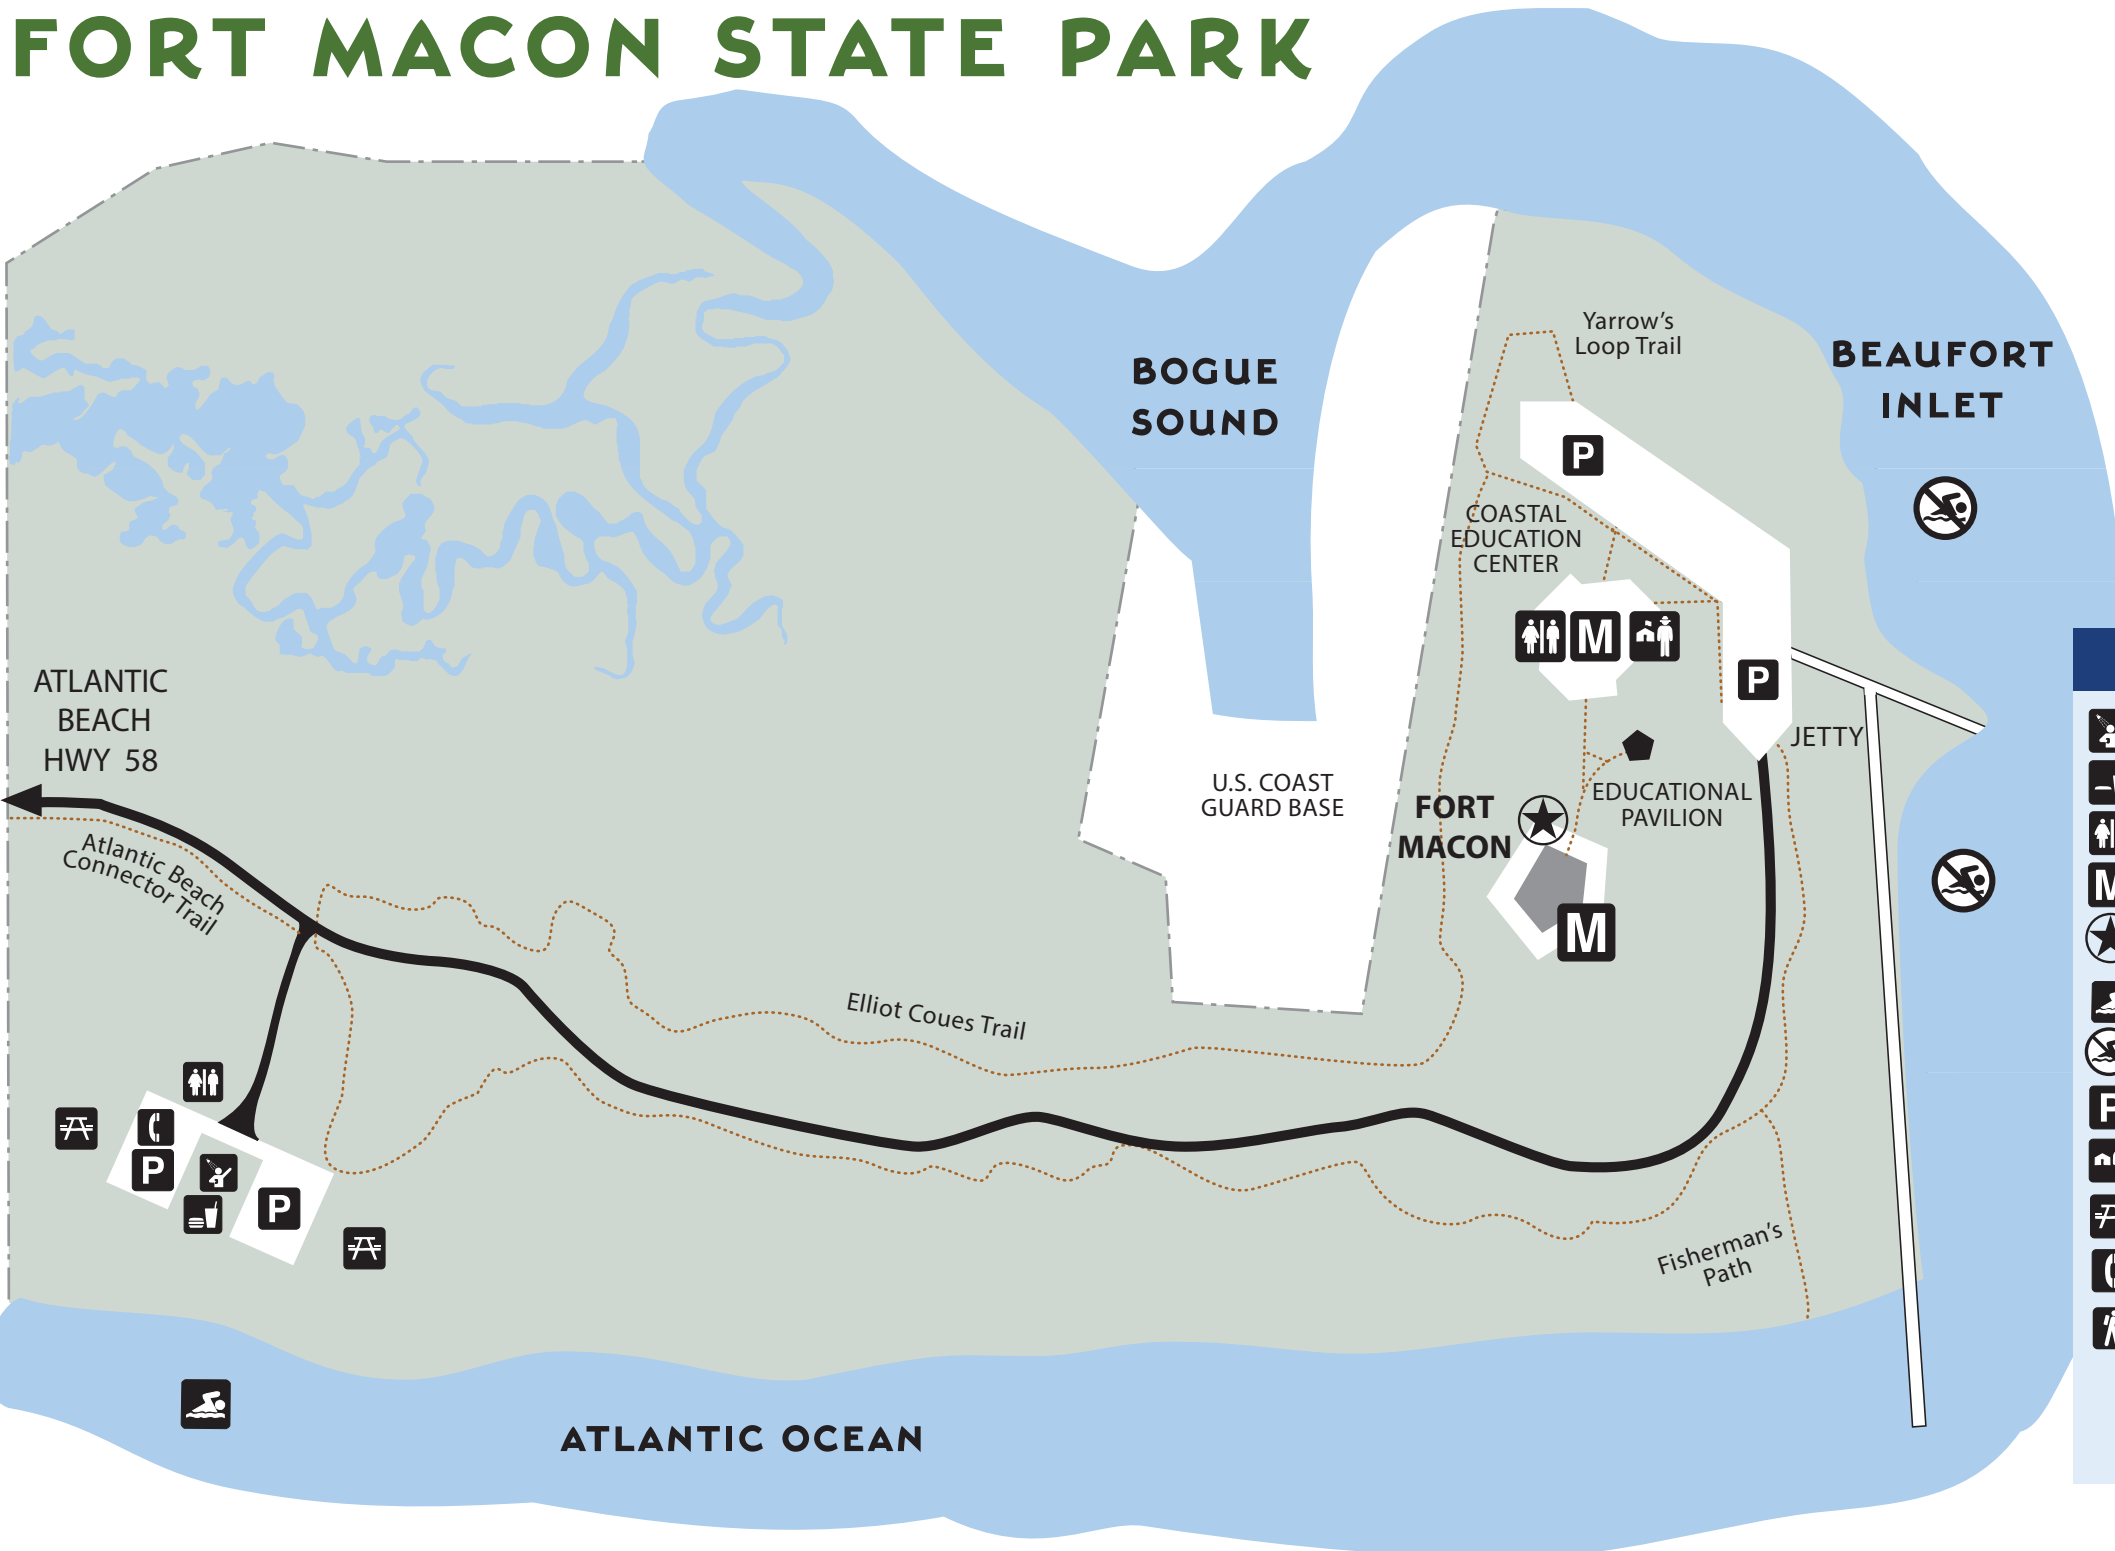 FORT MACON STATE PARK
Yarrow's
Loop Trail
BEAUFORT
INLET
BOGUE
SOUND
P
COASTAL
EDUCATION
CENTER
M
P
ATLANTIC
BEACH
HWY 58
JETTY
U.S. COAST
GUARD BASE
EDUCATIONAL
PAVILION
FORT
MACON
M
Atlantic Beach
Connector Trail
Elliot Coues Trail
P
P
Fisherman's
Path
ATLANTIC OCEAN
M
P